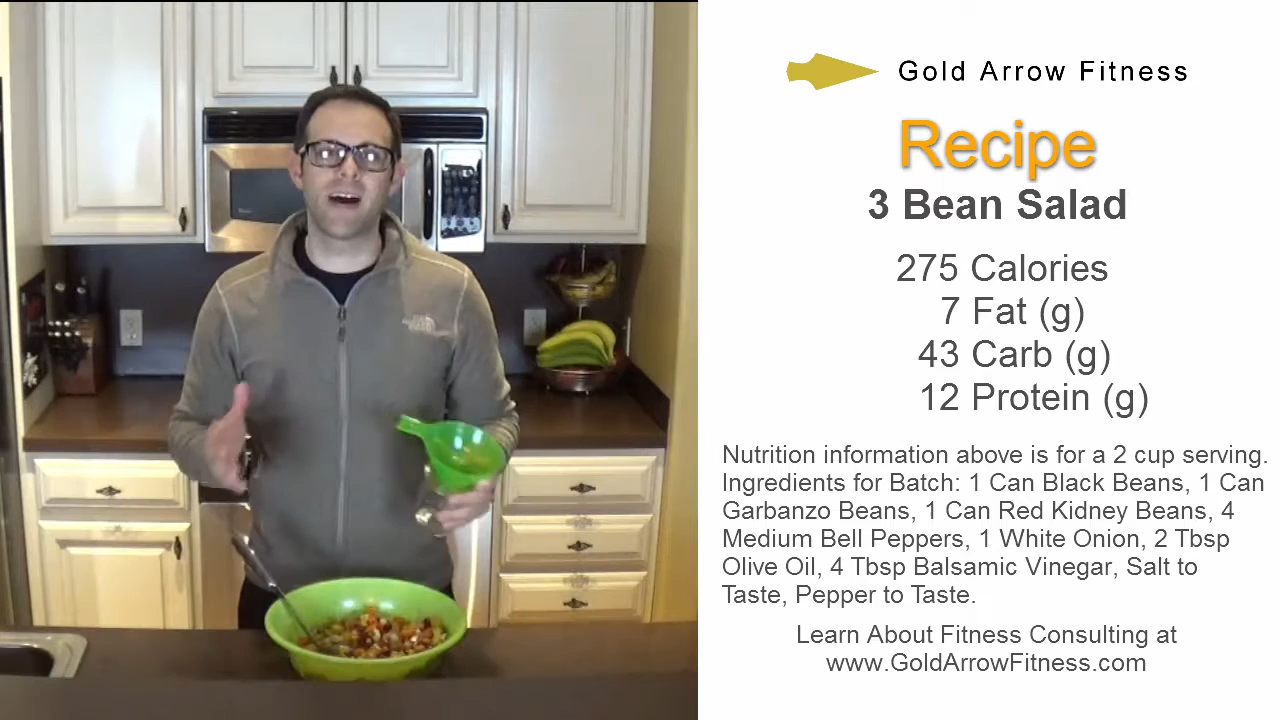 Gold Arrow Fitness
Recipe
3 Bean Salad
275 Calories
7 Fat (g)
43 Carb (g)
12 Protein (g)
Nutrition information above is for a 2 cup serving.
Ingredients for Batch: 1 Can Black Beans, 1 Can
Garbanzo Beans, 1 Can Red Kidney Beans, 4
Medium Bell Peppers, 1 White Onion, 2 Tbsp
Olive Oil, 4 Tbsp Balsamic Vinegar, Salt to
Taste, Pepper to Taste.
Learn About Fitness Consulting at
www.GoldArrowFitness.com